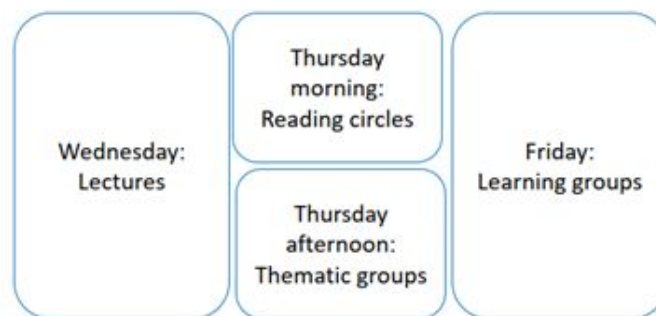 Wednesday:
Lectures
Thursday
morning:
Reading circles
Thursday
afternoon:
Thematic groups
Friday:
Learning groups